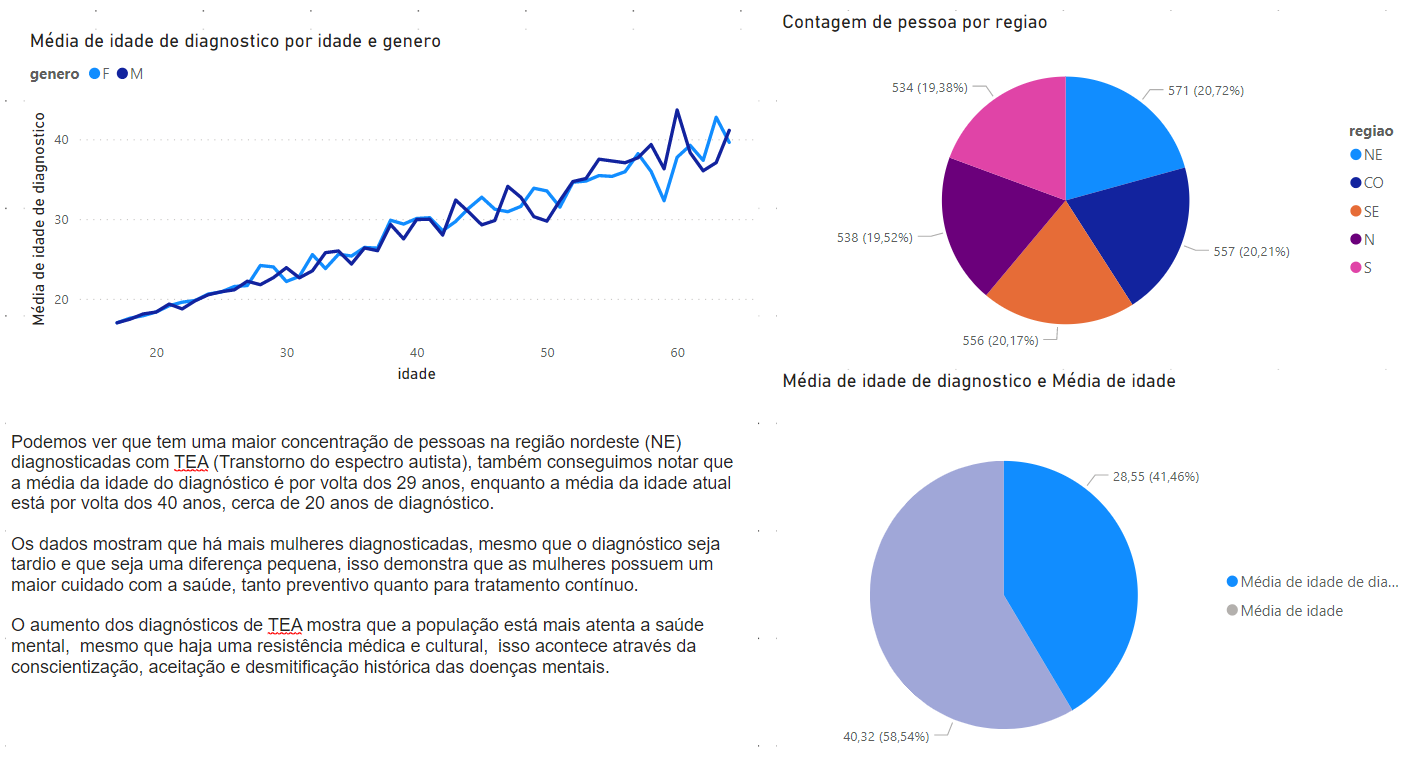 Média de idade de diagnostico por idade e genero
genero F M
Média de idade de diagnostico
40
30
20
20 30 40 50 60
idade
Podemos ver que tem uma maior concentração de pessoas na região nordeste (NE)
diagnosticadas com TEA (Transtorno do espectro autista), também conseguimos notar que
a média da idade do diagnóstico é por volta dos 29 anos, enquanto a média da idade atual
está por volta dos 40 anos, cerca de 20 anos de diagnóstico.
Os dados mostram que há mais mulheres diagnosticadas, mesmo que o diagnóstico seja
tardio e que seja uma diferença pequena, isso demonstra que as mulheres possuem um
maior cuidado com a saúde, tanto preventivo quanto para tratamento contínuo.
O aumento dos diagnósticos de TEA mostra que a população está mais atenta a saúde
mental, mesmo que haja uma resistência médica e cultural, isso acontece através da
conscientização, aceitação e desmitificação histórica das doenças mentais.
Contagem de pessoa por regiao
534 (19,38%)
571 (20,72%)
538 (19,52%)
557 (20,21%)
556 (20,17%)
regiao
NE
CO
SE
N
S
Média de idade de diagnostico e Média de idade
28,55 (41,46%)
40,32 (58,54%)
Média de idade de dia...
Média de idade